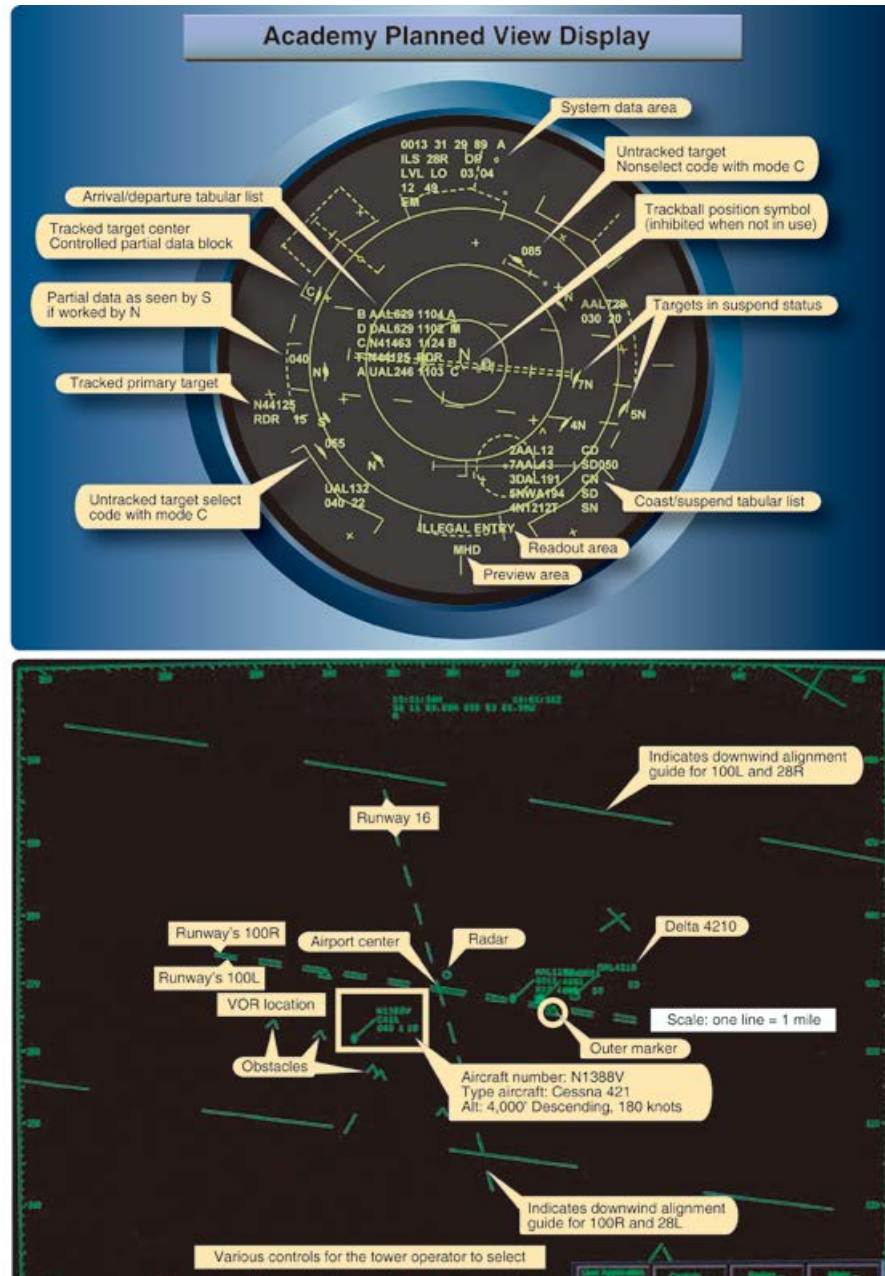 Academy Planned View Display
System data area
0013 31 29 89 A
ILS 28R OP
LVL LO 03,04
12 49
EM
Untracked target
Nonselect code with mode C
Arrival/departure tabular list
Trackball position symbol
(inhibited when not in use)
Tracked target center
Controlled partial data block
085
C
N
AAL729
030 20
Partial data as seen by S
if worked by N
B AAL629 1104 A
D DAL629 1102 M
C N41463 1124 B
N44125 RDR
A UAL246 1103 C
N
Targets in suspend status
040
N
7N
Tracked primary target
N44125
RDR 15 S
4N
5N
055
N
2AAL12 CD
7AAL43 SD050
3DAL191 CN
5NWA194 SD
4N12127 SN
Untracked target select
code with mode C
UAL132
040 22
Coast/suspend tabular list
ILLEGAL ENTRY
Readout area
MHD
Preview area
Indicates downwind alignment
guide for 100L and 28R
Runway 16
Runway's 100R
Airport center
Radar
Delta 4210
Runway's 100L
VOR location
N1388V
Scale: one line = 1 mile
Outer marker
Obstacles
Aircraft number: N1388V
Type aircraft: Cessna 421
Alt: 4,000' Descending, 180 knots
Indicates downwind alignment
guide for 100R and 28L
Various controls for the tower operator to select